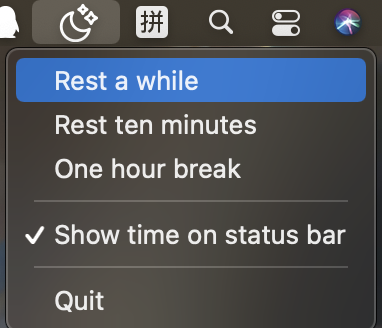 拼
Rest a while
Rest ten minutes
One hour break
Show time on status bar
Quit